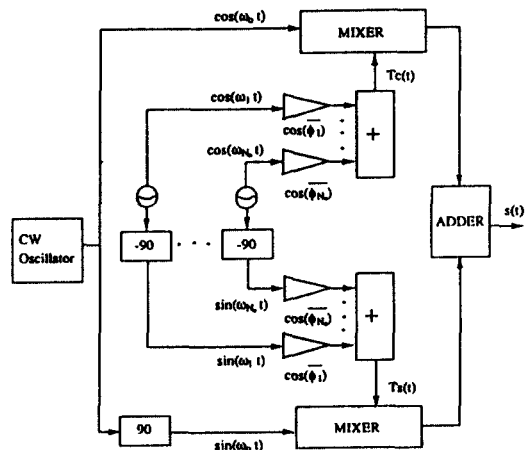 cos(ω₀ t)
MIXER
Tc(t)
cos(ω₁ t)
cos(φ̅₁)
cos(ω_N₀ t)
cos(φ̅_N₀)
+
CW
Oscillator
-90
. . .
-90
ADDER
s(t)
sin(ω_N₀ t)
cos(φ̅_N₀)
+
sin(ω₁ t)
cos(φ̅₁)
Ts(t)
90
sin(ω₀ t)
MIXER